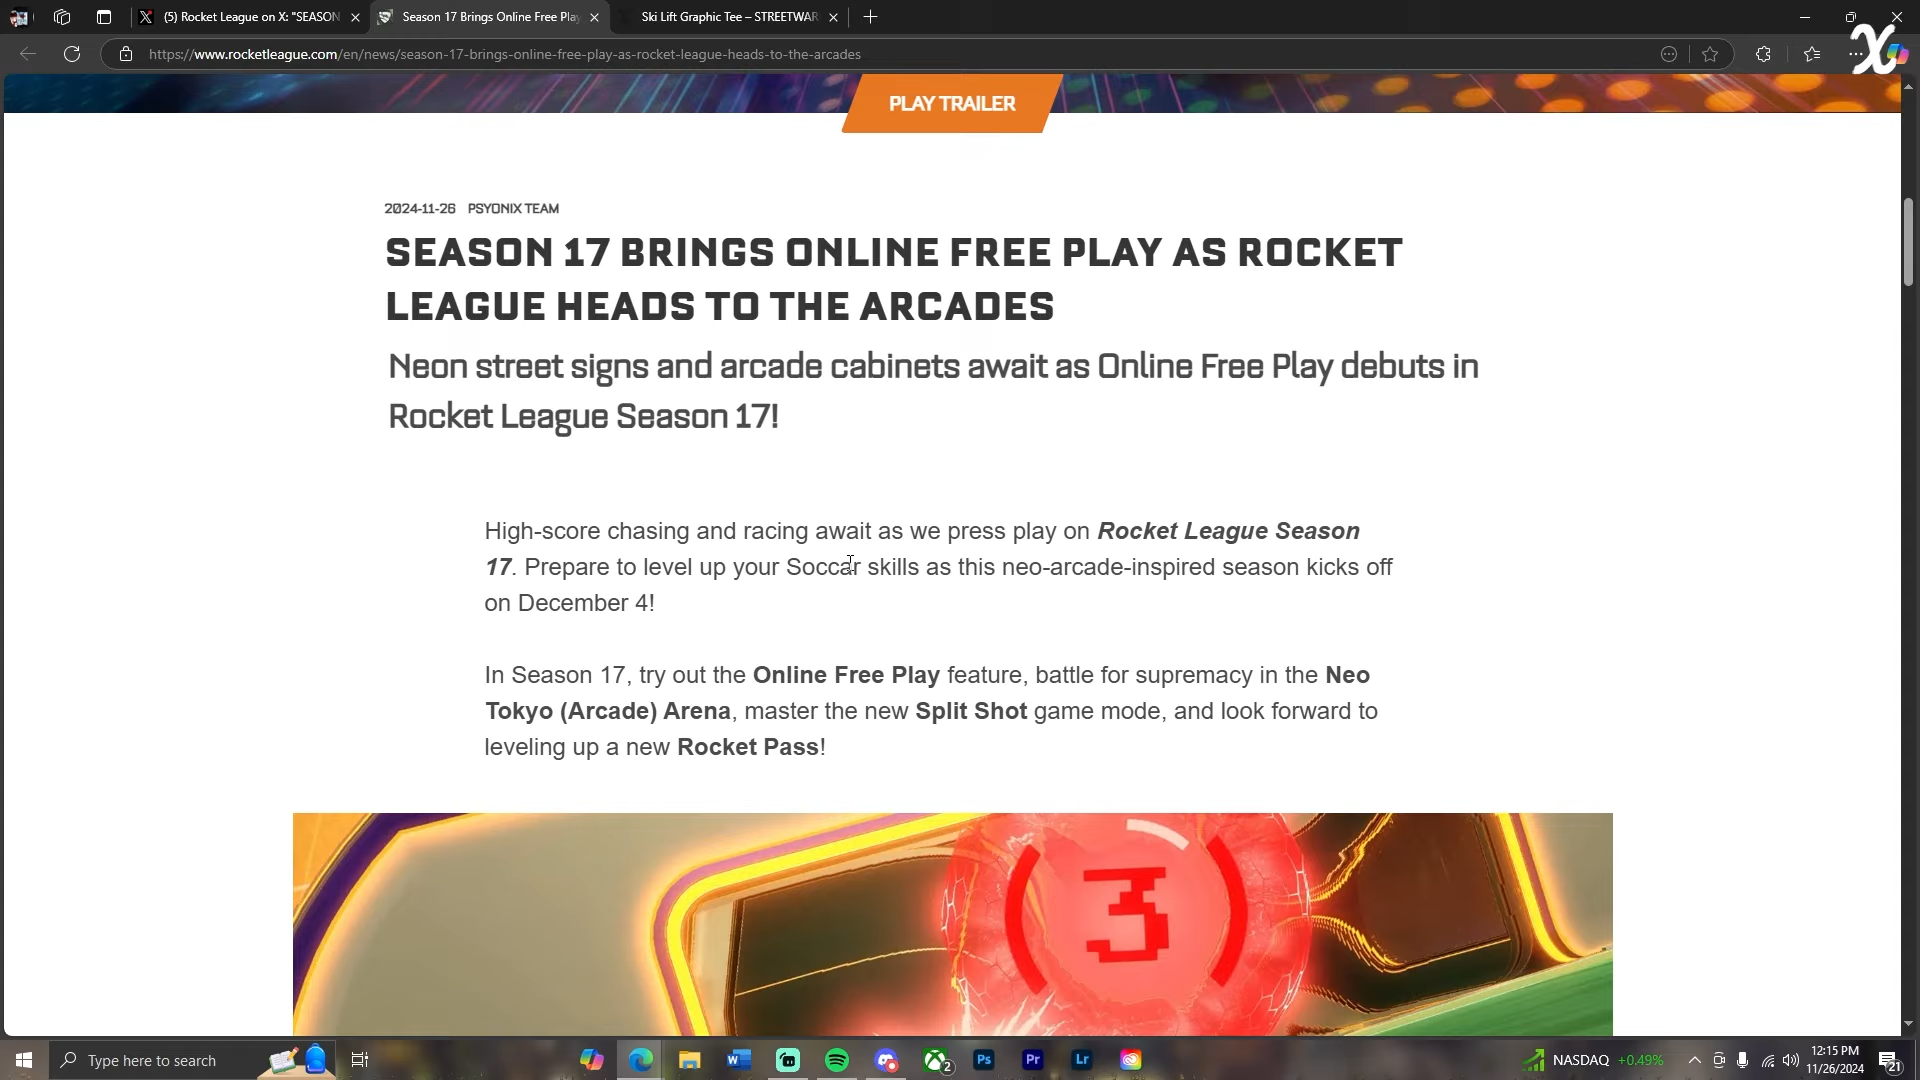 (5) Rocket League on X: "SEASON
Season 17 Brings Online Free Play
Ski Lift Graphic Tee – STREETWAR
https://www.rocketleague.com/en/news/season-17-brings-online-free-play-as-rocket-league-heads-to-the-arcades
X
PLAY TRAILER
2024-11-26 PSYONIX TEAM
SEASON 17 BRINGS ONLINE FREE PLAY AS ROCKET
LEAGUE HEADS TO THE ARCADES
Neon street signs and arcade cabinets await as Online Free Play debuts in
Rocket League Season 17!
High-score chasing and racing await as we press play on Rocket League Season
17. Prepare to level up your Soccar skills as this neo-arcade-inspired season kicks off
on December 4!
In Season 17, try out the Online Free Play feature, battle for supremacy in the Neo
Tokyo (Arcade) Arena, master the new Split Shot game mode, and look forward to
leveling up a new Rocket Pass!
3
Type here to search
2
Ps
Pr
Lr
NASDAQ +0.49%
12:15 PM
11/26/2024
21